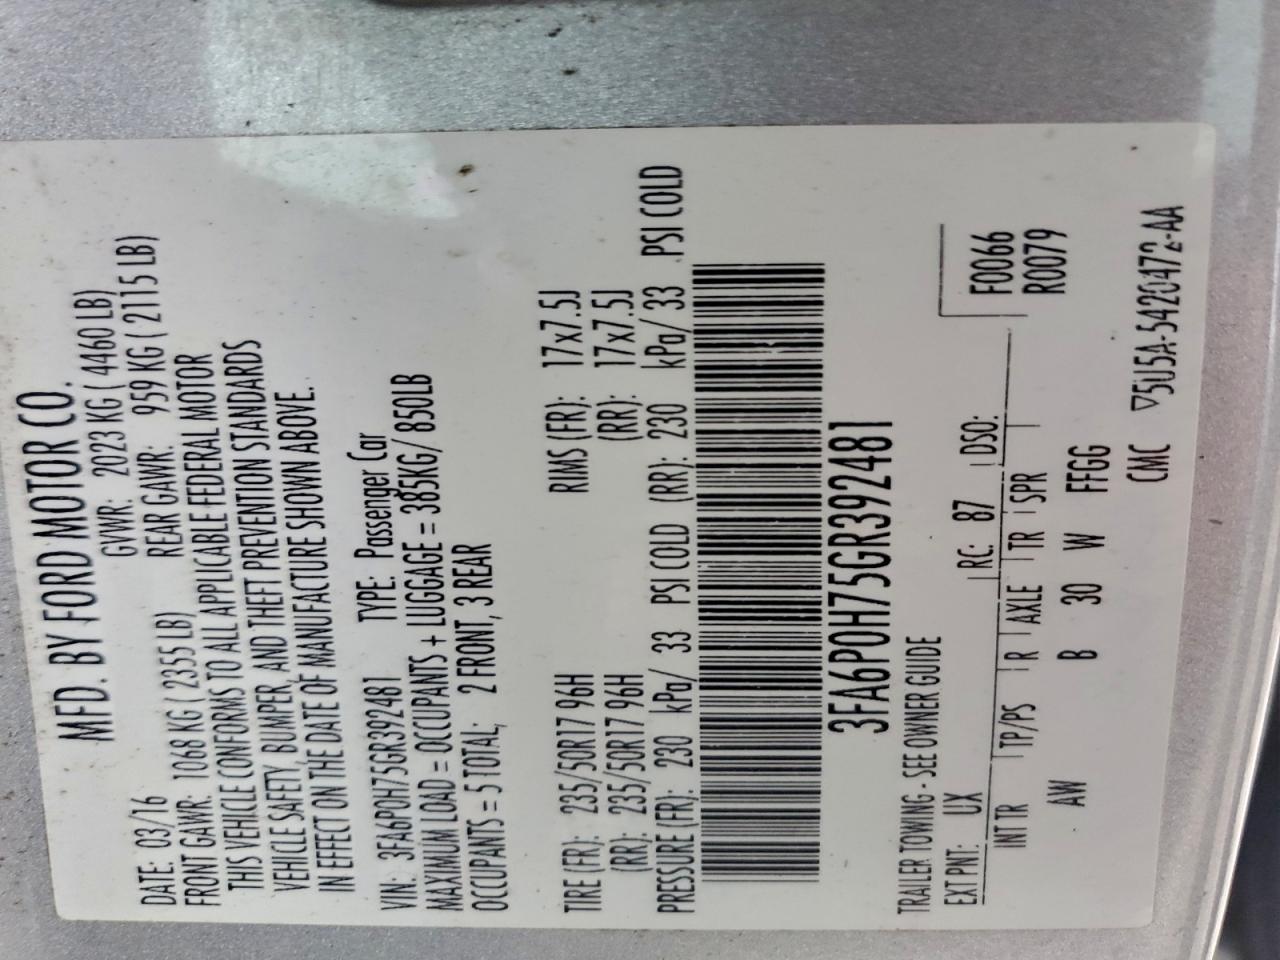 MFD. BY FORD MOTOR CO.
DATE: 03/16 GVWR: 2023 KG ( 4460 LB)
FRONT GAWR: 1068 KG ( 2355 LB) REAR GAWR: 959 KG ( 2115 LB)
THIS VEHICLE CONFORMS TO ALL APPLICABLE FEDERAL MOTOR
VEHICLE SAFETY, BUMPER, AND THEFT PREVENTION STANDARDS
IN EFFECT ON THE DATE OF MANUFACTURE SHOWN ABOVE.
VIN: 3FA6P0H75GR392481 TYPE: Passenger Car
MAXIMUM LOAD = OCCUPANTS + LUGGAGE = 385KG/ 850LB
OCCUPANTS = 5 TOTAL; 2 FRONT, 3 REAR
TIRE (FR): 235/50R17 96H RIMS (FR): 17x7.5J
(RR): 235/50R17 96H (RR): 17x7.5J
PRESSURE (FR): 230 kPa/ 33 PSI COLD (RR): 230 kPa/ 33 PSI COLD
3FA6P0H75GR392481
TRAILER TOWING - SEE OWNER GUIDE
EXT PNT: UX RC: 87 DSO: F0066
R0079
INT TR TP/PS R AXLE TR SPR
AW B 30 W FFGG
CMC ▽5U5A-5420472-AA